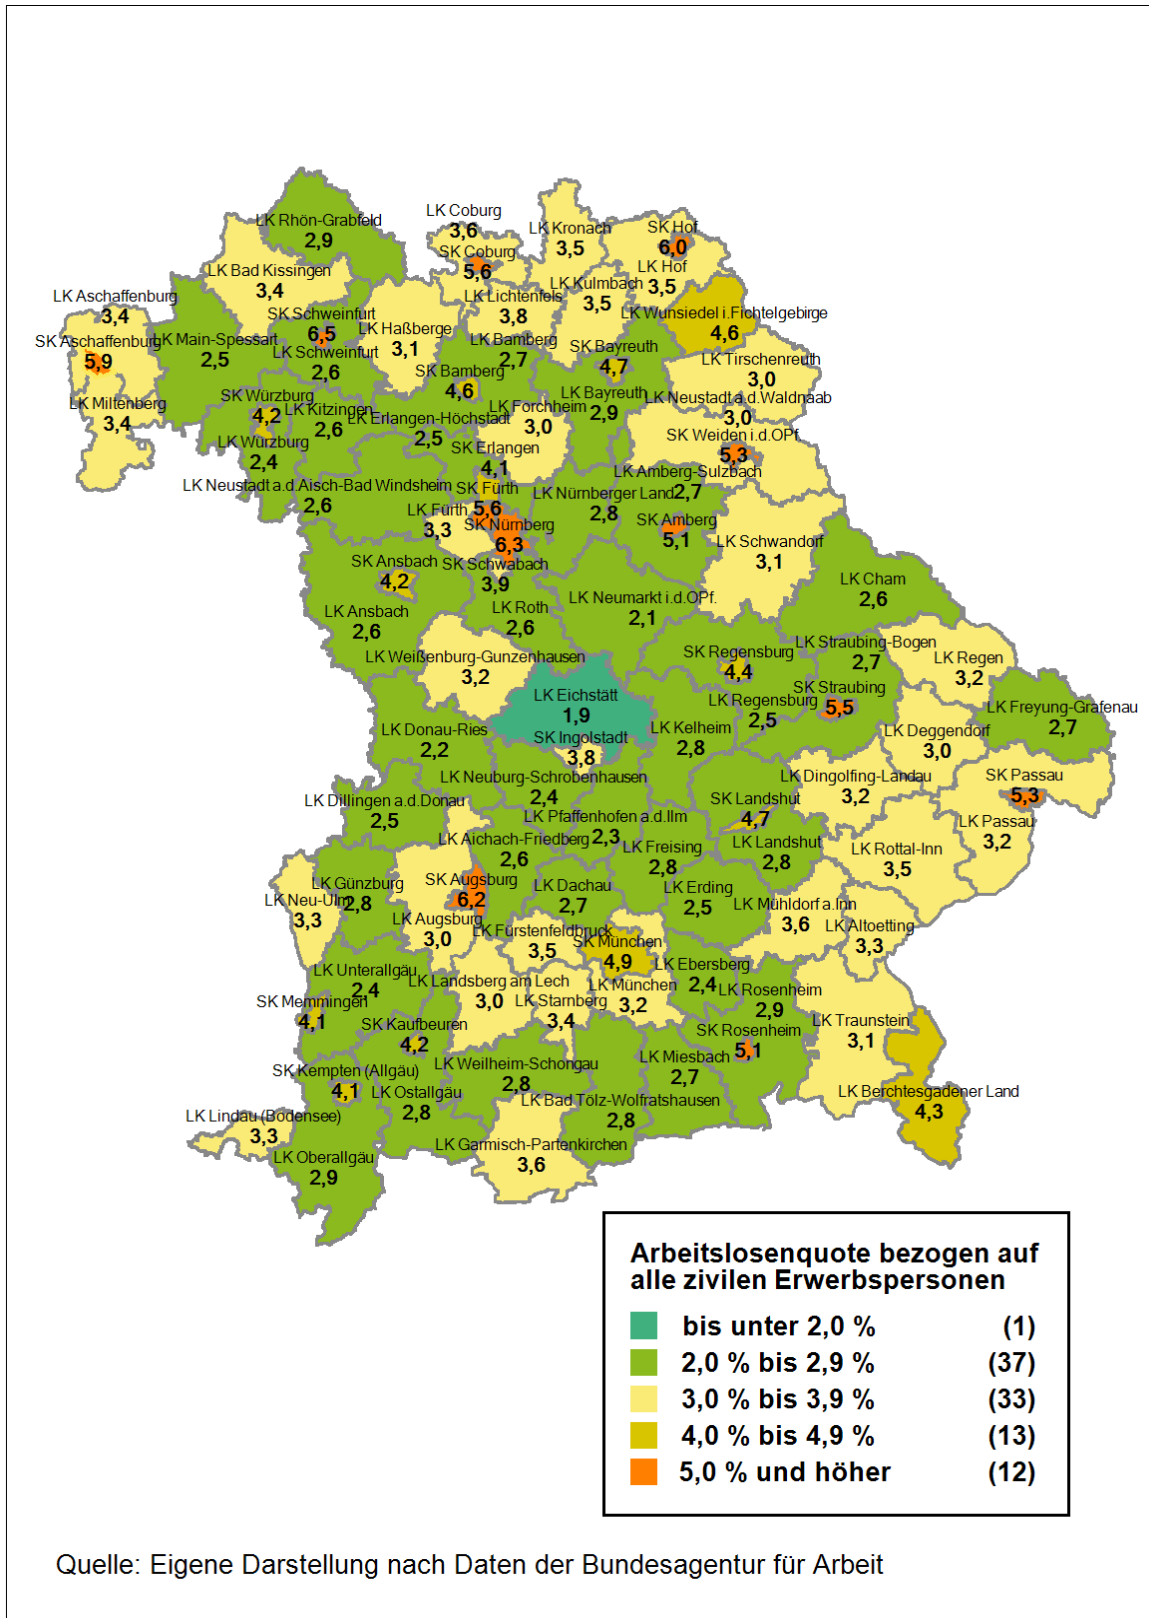 LK Rhön-Grabfeld
2,9
LK Coburg
3,6
SK Coburg
5,6
LK Kronach
3,5
SK Hof
6,0
LK Hof
3,5
LK Bad Kissingen
3,4
LK Kulmbach
3,5
LK Lichtenfels
3,8
LK Aschaffenburg
3,4
SK Aschaffenburg
5,9
LK Main-Spessart
2,5
SK Schweinfurt
6,5
LK Schweinfurt
2,6
LK Haßberge
3,1
LK Bamberg
2,7
SK Bamberg
4,6
SK Bayreuth
4,7
LK Bayreuth
2,9
LK Wunsiedel i.Fichtelgebirge
4,6
LK Tirschenreuth
3,0
LK Neustadt a.d.Waldnaab
3,0
LK Miltenberg
3,4
SK Würzburg
4,2
LK Würzburg
2,4
LK Kitzingen
2,6
LK Erlangen-Höchstadt
2,5
LK Forchheim
3,0
SK Erlangen
4,1
SK Weiden i.d.OPf.
5,3
LK Neustadt a.d.Aisch-Bad Windsheim
2,6
SK Fürth
5,6
LK Fürth
3,3
SK Nürnberg
6,3
LK Nürnberger Land
2,8
LK Amberg-Sulzbach
2,7
SK Amberg
5,1
LK Schwandorf
3,1
SK Ansbach
4,2
SK Schwabach
3,9
LK Ansbach
2,6
LK Roth
2,6
LK Neumarkt i.d.OPf.
2,1
LK Cham
2,6
LK Weißenburg-Gunzenhausen
3,2
SK Regensburg
4,4
LK Regensburg
2,5
LK Straubing-Bogen
2,7
SK Straubing
5,5
LK Regen
3,2
LK Freyung-Grafenau
2,7
LK Eichstätt
1,9
SK Ingolstadt
3,8
LK Kelheim
2,8
LK Deggendorf
3,0
LK Donau-Ries
2,2
LK Neuburg-Schrobenhausen
2,4
LK Dingolfing-Landau
3,2
SK Passau
5,3
LK Passau
3,2
LK Dillingen a.d.Donau
2,5
LK Pfaffenhofen a.d.Ilm
2,3
SK Landshut
4,7
LK Landshut
2,8
LK Rottal-Inn
3,5
LK Aichach-Friedberg
2,6
LK Freising
2,8
LK Günzburg
2,8
LK Neu-Ulm
3,3
SK Augsburg
6,2
LK Augsburg
3,0
LK Dachau
2,7
LK Erding
2,5
LK Mühldorf a.Inn
3,6
LK Altoetting
3,3
LK Fürstenfeldbruck
3,5
SK München
4,9
LK München
3,2
LK Ebersberg
2,4
LK Unterallgäu
2,4
LK Landsberg am Lech
3,0
LK Starnberg
3,4
LK Rosenheim
2,9
SK Rosenheim
5,1
LK Traunstein
3,1
SK Memmingen
4,1
SK Kaufbeuren
4,2
LK Weilheim-Schongau
2,8
LK Miesbach
2,7
LK Berchtesgadener Land
4,3
SK Kempten (Allgäu)
4,1
LK Ostallgäu
2,8
LK Bad Tölz-Wolfratshausen
2,8
LK Lindau (Bodensee)
3,3
LK Oberallgäu
2,9
LK Garmisch-Partenkirchen
3,6
Arbeitslosenquote bezogen auf
alle zivilen Erwerbspersonen
bis unter 2,0 % (1)
2,0 % bis 2,9 % (37)
3,0 % bis 3,9 % (33)
4,0 % bis 4,9 % (13)
5,0 % und höher (12)
Quelle: Eigene Darstellung nach Daten der Bundesagentur für Arbeit